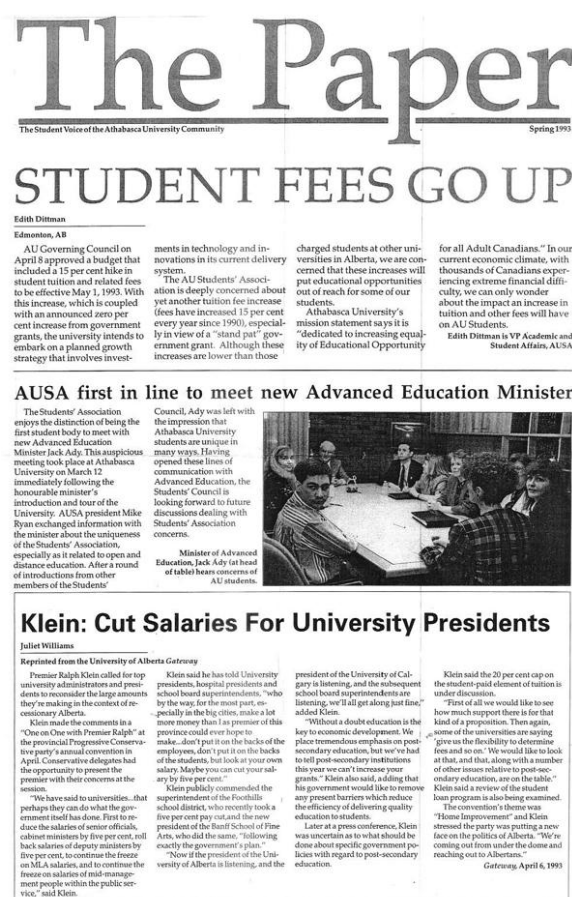 The Paper
The Student Voice of the Athabasca University Community
Spring 1993
STUDENT FEES GO UP
Edith Dittman
Edmonton, AB
AU Governing Council on
April 8 approved a budget that
included a 15 per cent hike in
student tuition and related fees
to be effective May 1, 1993. With
this increase, which is coupled
with an announced zero per
cent increase from government
grants, the university intends to
embark on a planned growth
strategy that involves invest-
ments in technology and in-
novations in its current delivery
system.
The AU Students' Associ-
ation is deeply concerned about
yet another tuition fee increase
(fees have increased 15 per cent
every year since 1990), especial-
ly in view of a "stand pat" gov-
ernment grant. Although these
increases are lower than those
charged students at other uni-
versities in Alberta, we are con-
cerned that these increases will
put educational opportunities
out of reach for some of our
students.
Athabasca University's
mission statement says it is
"dedicated to increasing equal-
ity of Educational Opportunity
for all Adult Canadians." In our
current economic climate, with
thousands of Canadians exper-
iencing extreme financial diffi-
culty, we can only wonder
about the impact an increase in
tuition and other fees will have
on AU Students.
Edith Dittman is VP Academic and
Student Affairs, AUSA
AUSA first in line to meet new Advanced Education Minister
The Students' Association
enjoys the distinction of being the
first student body to meet with
new Advanced Education
Minister Jack Ady. This auspicious
meeting took place at Athabasca
University on March 12
immediately following the
honourable minister's
introduction and tour of the
University. AUSA president Mike
Ryan exchanged information with
the minister about the uniqueness
of the Students' Association,
especially as it related to open and
distance education. After a round
of introductions from other
members of the Students'
Council, Ady was left with
the impression that
Athabasca University
students are unique in
many ways. Having
opened these lines of
communication with
Advanced Education, the
Students' Council is
looking forward to future
discussions dealing with
Students' Association
concerns.
Minister of Advanced
Education, Jack Ady (at head
of table) hears concerns of
AU students.
Klein: Cut Salaries For University Presidents
Juliet Williams
Reprinted from the University of Alberta Gateway
Premier Ralph Klein called for top
university administrators and presi-
dents to reconsider the large amounts
they're making in the context of re-
cessionary Alberta.
Klein made the comments in a
"One on One with Premier Ralph" at
the provincial Progressive Conserva-
tive party's annual convention in
April. Conservative delegates had
the opportunity to present the
premier with their concerns at the
session.
"We have said to universities...that
perhaps they can do what the gov-
ernment itself has done. First to re-
duce the salaries of senior officials,
cabinet ministers by five per cent, roll
back salaries of deputy ministers by
five per cent, to continue the freeze
on MLA salaries, and to continue the
freeze on salaries of mid-manage-
ment people within the public ser-
vice," said Klein.
Klein said he has told University
presidents, hospital presidents and
school board superintendents, "who
by the way, for the most part, es-
pecially in the big cities, make a lot
more money than I as premier of this
province could ever hope to
make...don't put it on the backs of the
employees, don't put it on the backs
of the students, but look at your own
salary. Maybe you can cut your sal-
ary by five per cent."
Klein publicly commended the
superintendent of the Foothills
school district, who recently took a
five per cent pay cut,and the new
president of the Banff School of Fine
Arts, who did the same, "following
exactly the government's plan."
"Now if the president of the Uni-
versity of Alberta is listening, and the
president of the University of Cal-
gary is listening, and the subsequent
school board superintendents are
listening, we'll all get along just fine,"
added Klein.
"Without a doubt education is the
key to economic development. We
place tremendous emphasis on post-
secondary education, but we've had
to tell post-secondary institutions
this year we can't increase your
grants." Klein also said, adding that
his government would like to remove
any present barriers which reduce
the efficiency of delivering quality
education to students.
Later at a press conference, Klein
was uncertain as to what should be
done about specific government po-
licies with regard to post-secondary
education.
Klein said the 20 per cent cap on
the student-paid element of tuition is
under discussion.
"First of all we would like to see
how much support there is for that
kind of a proposition. Then again,
some of the universities are saying
'give us the flexibility to determine
fees and so on.' We would like to look
at that, and that, along with a number
of other issues relative to post-sec-
ondary education, are on the table."
Klein said a review of the student
loan program is also being examined.
The convention's theme was
"Home Improvement" and Klein
stressed the party was putting a new
face on the politics of Alberta. "We're
coming out from under the dome and
reaching out to Albertans."
Gateway, April 6, 1993